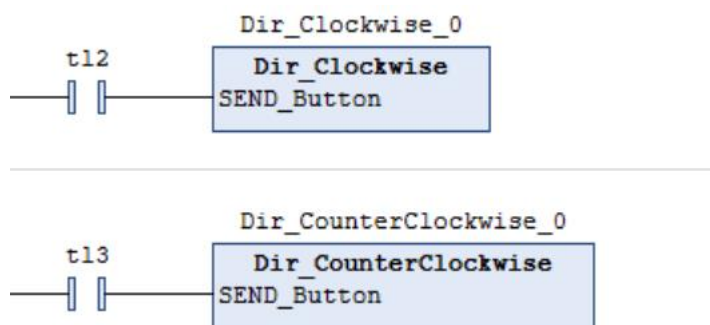 Dir_Clockwise_0
tl2
Dir_Clockwise
SEND_Button
Dir_CounterClockwise_0
tl3
Dir_CounterClockwise
SEND_Button